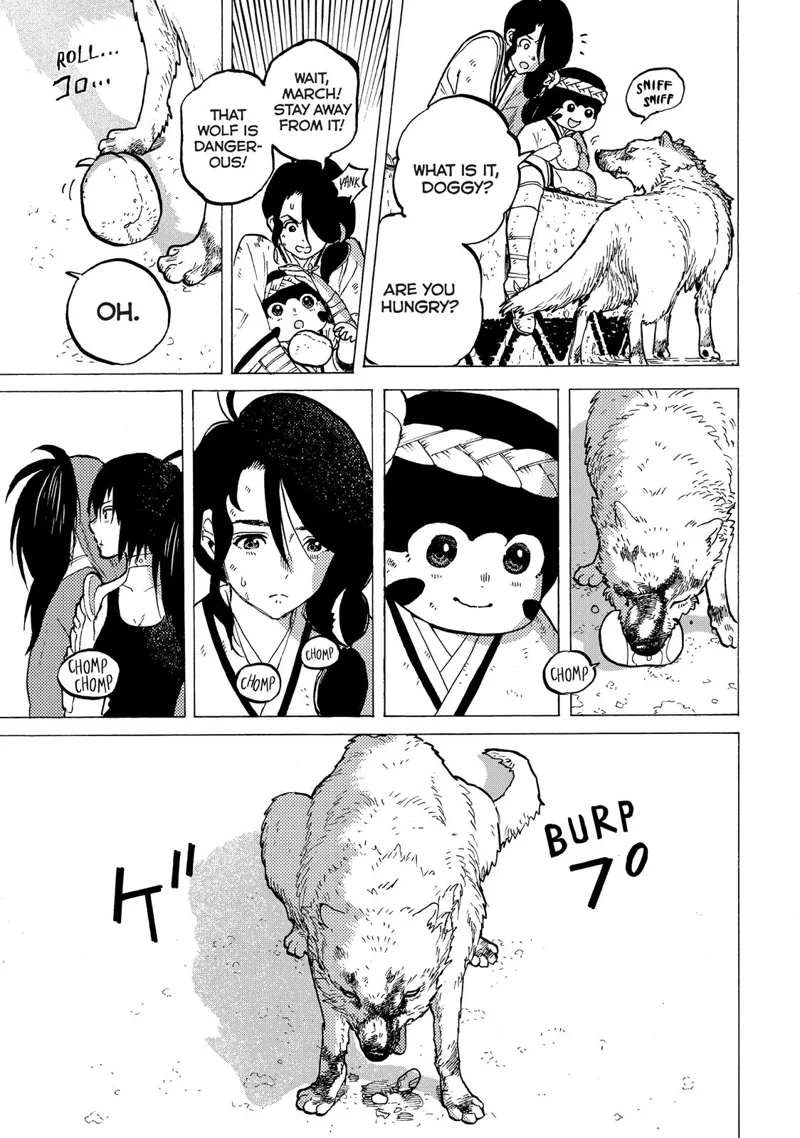 SNIFF
SNIFF
WHAT IS IT,
DOGGY?
ARE YOU
HUNGRY?
WAIT,
MARCH!
STAY AWAY
FROM IT!
THAT
WOLF IS
DANGER-
OUS!
YANK
ROLL...
コロ...
OH.
CHOMP
CHOMP
CHOMP
CHOMP
CHOMP
BURP
ゲプ